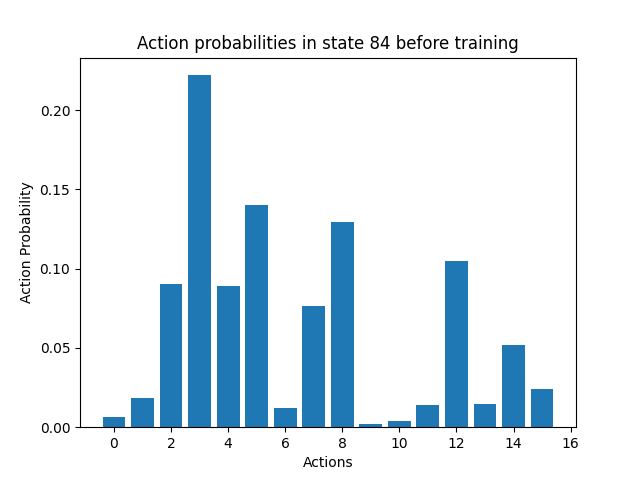 Action probabilities in state 84 before training
Action Probability
0.20
0.15
0.10
0.05
0.00
0 2 4 6 8 10 12 14 16
Actions